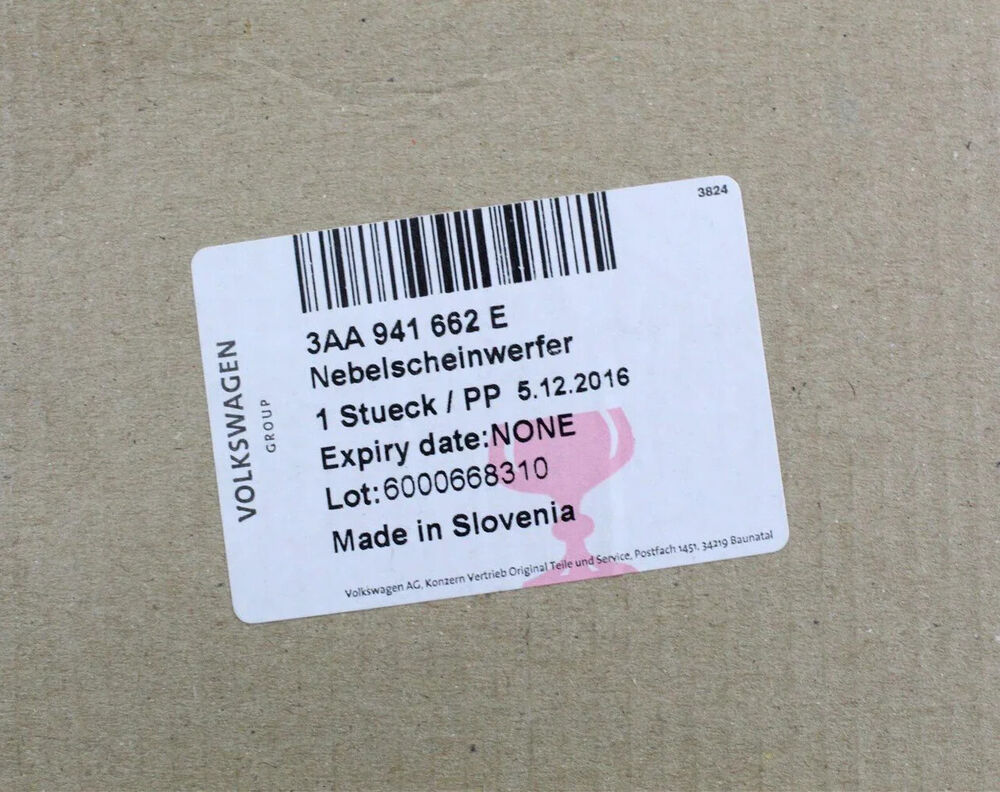 3824
VOLKSWAGEN
GROUP
3AA 941 662 E
Nebelscheinwerfer
1 Stueck / PP 5.12.2016
Expiry date:NONE
Lot:6000668310
Made in Slovenia
Volkswagen AG, Konzern Vertrieb Original Teile und Service, Postfach 1451, 34219 Baunatal